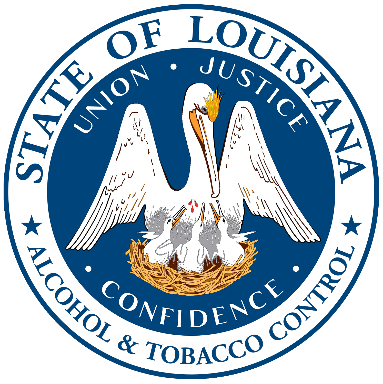 STATE OF LOUISIANA
UNION · JUSTICE
· CONFIDENCE ·
★ ALCOHOL & TOBACCO CONTROL ★